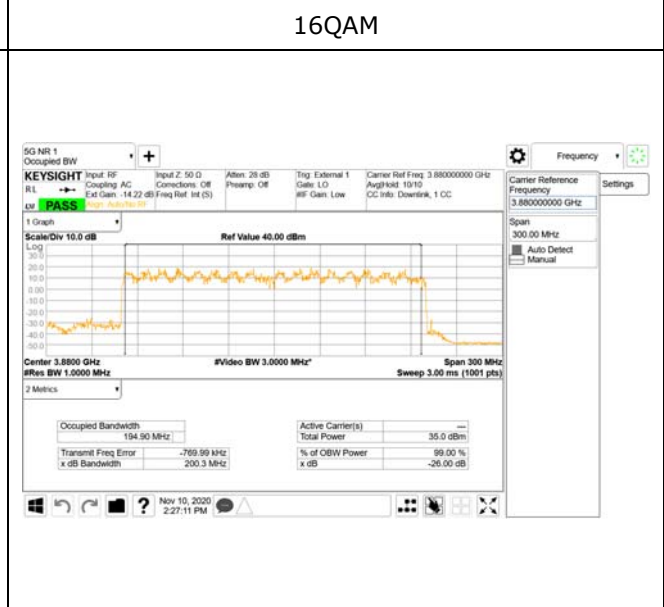 16QAM
5G NR 1
Occupied BW
Frequency
KEYSIGHT
Input: RF
Coupling: AC
Ext Gain: -14.22 dB
Align: Auto/No RF
Input Z: 50 Ω
Corrections: Off
Freq Ref: Int (S)
Atten: 28 dB
Preamp: Off
Trig: External 1
Gate: LO
#IF Gain: Low
Carrier Ref Freq: 3.880000000 GHz
Avg|Hold: 10/10
CC Info: Downlink, 1 CC
R L
PASS
Carrier Reference
Frequency
3.880000000 GHz
Settings
Span
300.00 MHz
Auto Detect
Manual
1 Graph
Scale/Div 10.0 dB
Ref Value 40.00 dBm
Log
30.0
20.0
10.0
0.00
-10.0
-20.0
-30.0
-40.0
-50.0
Center 3.8800 GHz
#Video BW 3.0000 MHz*
Span 300 MHz
#Res BW 1.0000 MHz
Sweep 3.00 ms (1001 pts)
2 Metrics
Occupied Bandwidth
194.90 MHz
Active Carrier(s)
---
Total Power
35.0 dBm
Transmit Freq Error
-769.99 kHz
% of OBW Power
99.00 %
x dB Bandwidth
200.3 MHz
x dB
-26.00 dB
?
Nov 10, 2020
2:27:11 PM